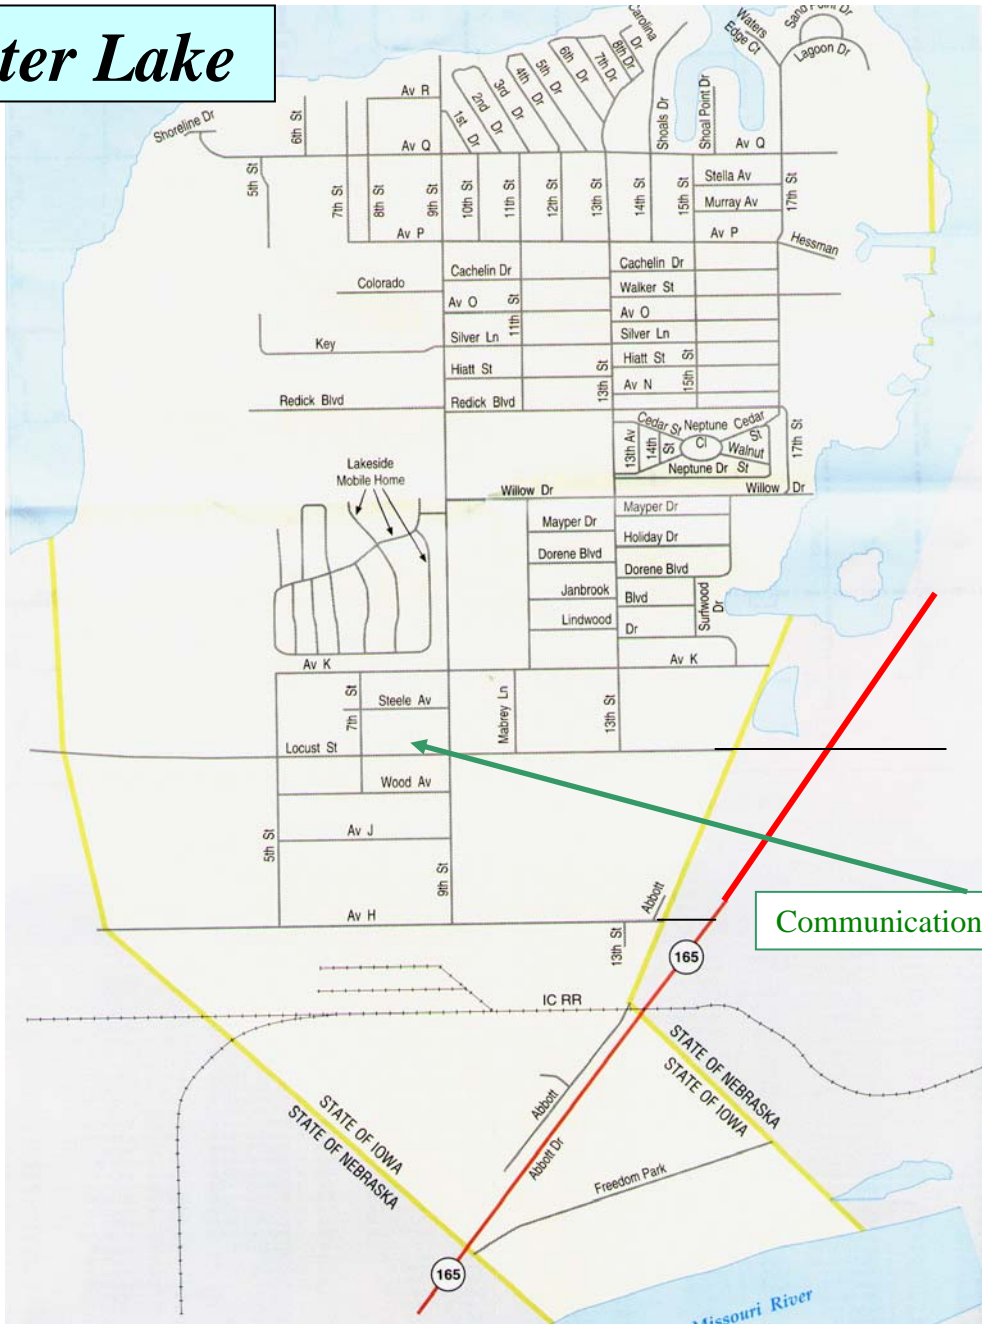 ter Lake
Carolina
Dr
8th Dr
7th Dr
6th Dr
5th Dr
4th Dr
3rd Dr
2nd Dr
1st Dr
Waters
Edge Ct
Sand Point Dr
Lagoon Dr
Shoreline Dr
6th St
Av R
Av Q
Shoals Dr
Shoal Point Dr
Av Q
5th St
7th St
8th St
9th St
10th St
11th St
12th St
13th St
14th St
15th St
17th St
Stella Av
Murray Av
Av P
Av P
Hessman
Colorado
Cachelin Dr
Cachelin Dr
Walker St
Av O
11th St
Av O
Key
Silver Ln
Silver Ln
Hiatt St
Hiatt St
15th St
13th St
Av N
Redick Blvd
Redick Blvd
Cedar St
Neptune
Cedar
St
13th Av
14th
St
Ci
Walnut
St
Neptune Dr
17th St
Lakeside
Mobile Home
Willow Dr
Willow Dr
Mayper Dr
Mayper Dr
Holiday Dr
Dorene Blvd
Dorene Blvd
Janbrook
Blvd
Lindwood
Dr
Surfwood
Dr
Av K
Av K
7th St
Steele Av
Mabrey Ln
13th St
Locust St
Wood Av
5th St
Av J
9th St
Av H
Abbott
13th St
Communication
165
IC RR
STATE OF NEBRASKA
STATE OF IOWA
Abbott
Abbott Dr
STATE OF IOWA
STATE OF NEBRASKA
Freedom Park
165
Missouri River